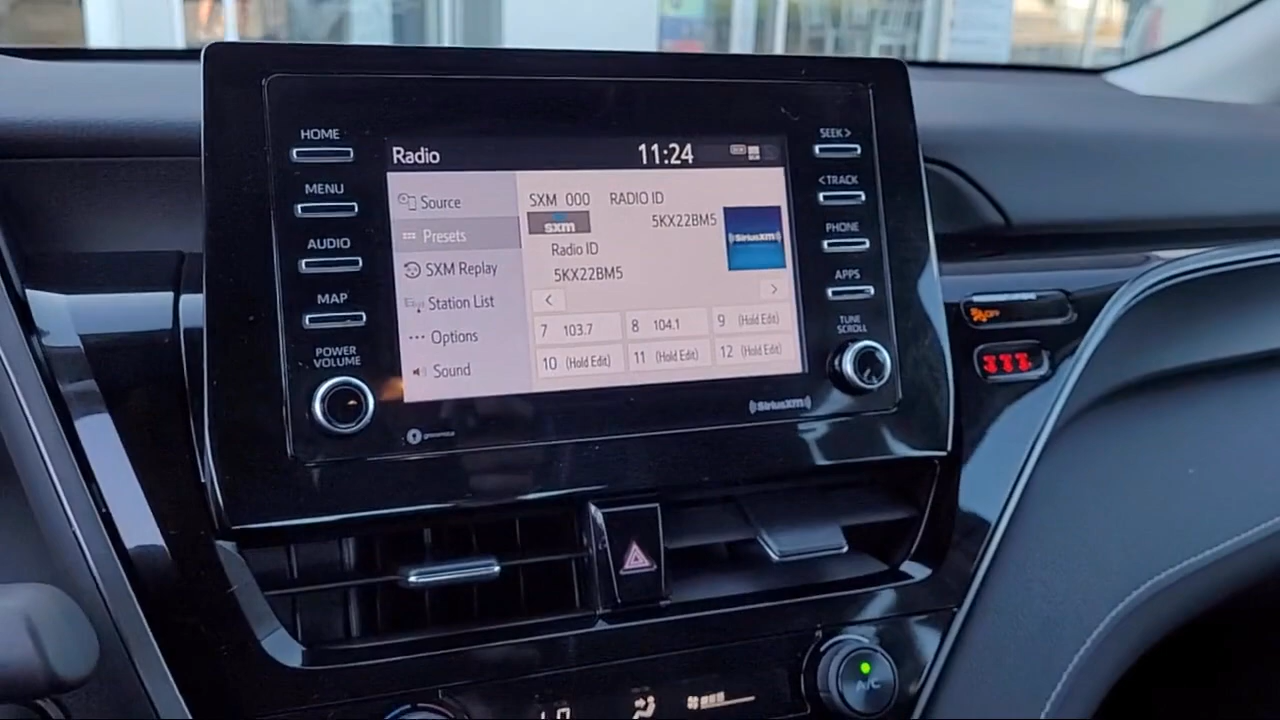 HOME
MENU
AUDIO
MAP
POWER
VOLUME
Radio
11:24
Source
Presets
SXM Replay
Station List
Options
Sound
SXM 000 RADIO ID
sxm
5KX22BM5
Radio ID
5KX22BM5
((SiriusXM))
<
>
7 103.7
8 104.1
9 (Hold Edit)
10 (Hold Edit)
11 (Hold Edit)
12 (Hold Edit)
SEEK >
< TRACK
PHONE
APPS
TUNE
SCROLL
((SiriusXM))
A/C
LO